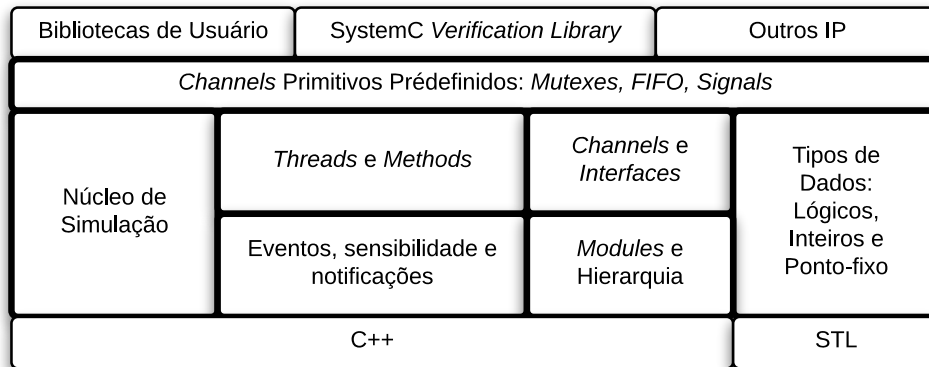 Bibliotecas de Usuário
SystemC Verification Library
Outros IP
Channels Primitivos Prédefinidos: Mutexes, FIFO, Signals
Núcleo de
Simulação
Threads e Methods
Channels e
Interfaces
Tipos de
Dados:
Lógicos,
Inteiros e
Ponto-fixo
Eventos, sensibilidade e
notificações
Modules e
Hierarquia
C++
STL